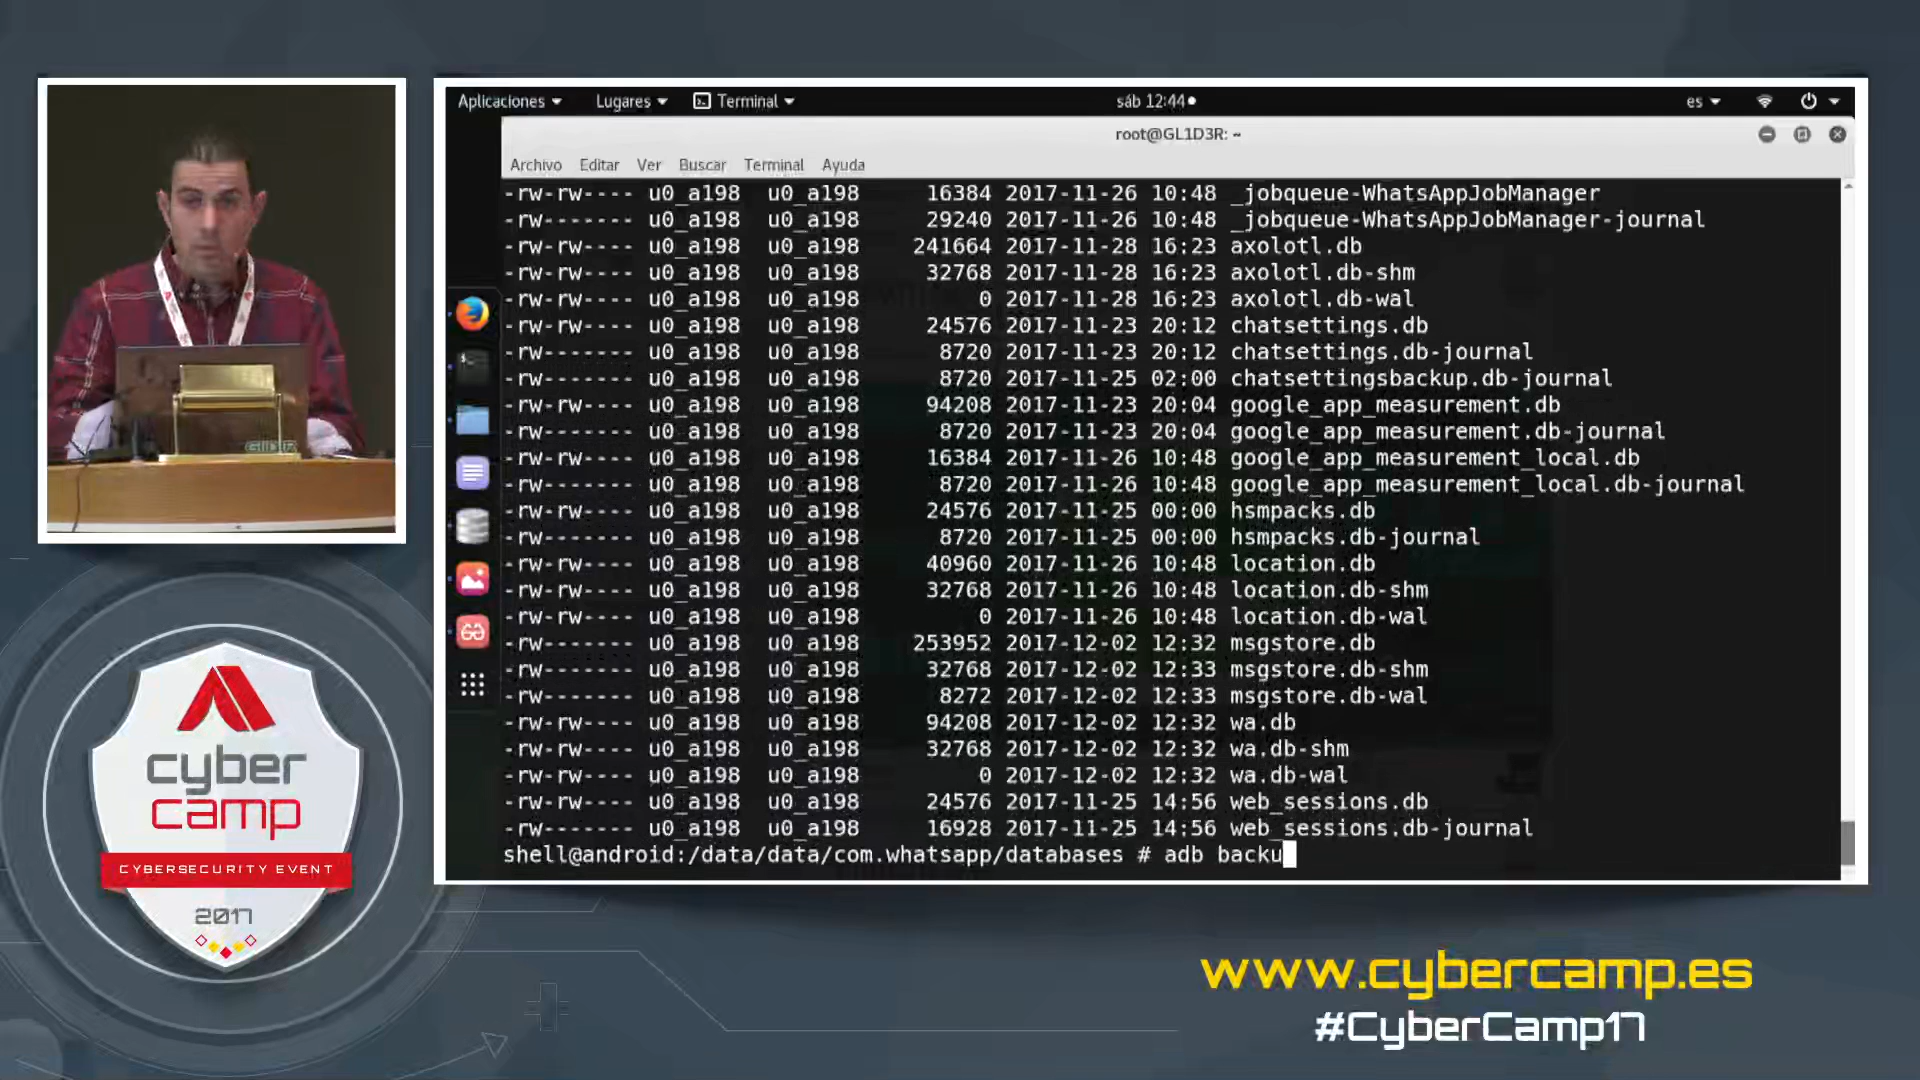 Aplicaciones Lugares Terminal sáb 12:44 es
root@GL1D3R: ~
Archivo Editar Ver Buscar Terminal Ayuda
-rw-rw---- u0_a198 u0_a198 16384 2017-11-26 10:48 _jobqueue-WhatsAppJobManager
-rw-rw---- u0_a198 u0_a198 29240 2017-11-26 10:48 _jobqueue-WhatsAppJobManager-journal
-rw-rw---- u0_a198 u0_a198 241664 2017-11-28 16:23 axolotl.db
-rw------- u0_a198 u0_a198 32768 2017-11-28 16:23 axolotl.db-shm
-rw-rw---- u0_a198 u0_a198 0 2017-11-28 16:23 axolotl.db-wal
-rw-rw---- u0_a198 u0_a198 24576 2017-11-23 20:12 chatsettings.db
-rw------- u0_a198 u0_a198 8720 2017-11-23 20:12 chatsettings.db-journal
-rw------- u0_a198 u0_a198 8720 2017-11-25 02:00 chatsettingsbackup.db-journal
-rw-rw---- u0_a198 u0_a198 94208 2017-11-23 20:04 google_app_measurement.db
-rw------- u0_a198 u0_a198 8720 2017-11-23 20:04 google_app_measurement.db-journal
-rw-rw---- u0_a198 u0_a198 16384 2017-11-26 10:48 google_app_measurement_local.db
-rw------- u0_a198 u0_a198 8720 2017-11-26 10:48 google_app_measurement_local.db-journal
-rw-rw---- u0_a198 u0_a198 24576 2017-11-25 00:00 hsmpacks.db
-rw------- u0_a198 u0_a198 8720 2017-11-25 00:00 hsmpacks.db-journal
-rw-rw---- u0_a198 u0_a198 40960 2017-11-26 10:48 location.db
-rw------- u0_a198 u0_a198 32768 2017-11-26 10:48 location.db-shm
-rw-rw---- u0_a198 u0_a198 0 2017-11-26 10:48 location.db-wal
-rw------- u0_a198 u0_a198 253952 2017-12-02 12:32 msgstore.db
-rw------- u0_a198 u0_a198 32768 2017-12-02 12:33 msgstore.db-shm
-rw------- u0_a198 u0_a198 8272 2017-12-02 12:33 msgstore.db-wal
-rw-rw---- u0_a198 u0_a198 94208 2017-12-02 12:32 wa.db
-rw-rw---- u0_a198 u0_a198 32768 2017-12-02 12:32 wa.db-shm
-rw-rw---- u0_a198 u0_a198 0 2017-12-02 12:32 wa.db-wal
-rw-rw---- u0_a198 u0_a198 24576 2017-11-25 14:56 web_sessions.db
-rw------- u0_a198 u0_a198 16928 2017-11-25 14:56 web_sessions.db-journal
shell@android:/data/data/com.whatsapp/databases # adb backu
cyber
camp
CYBERSECURITY EVENT
2017
www.cybercamp.es
#CyberCamp17